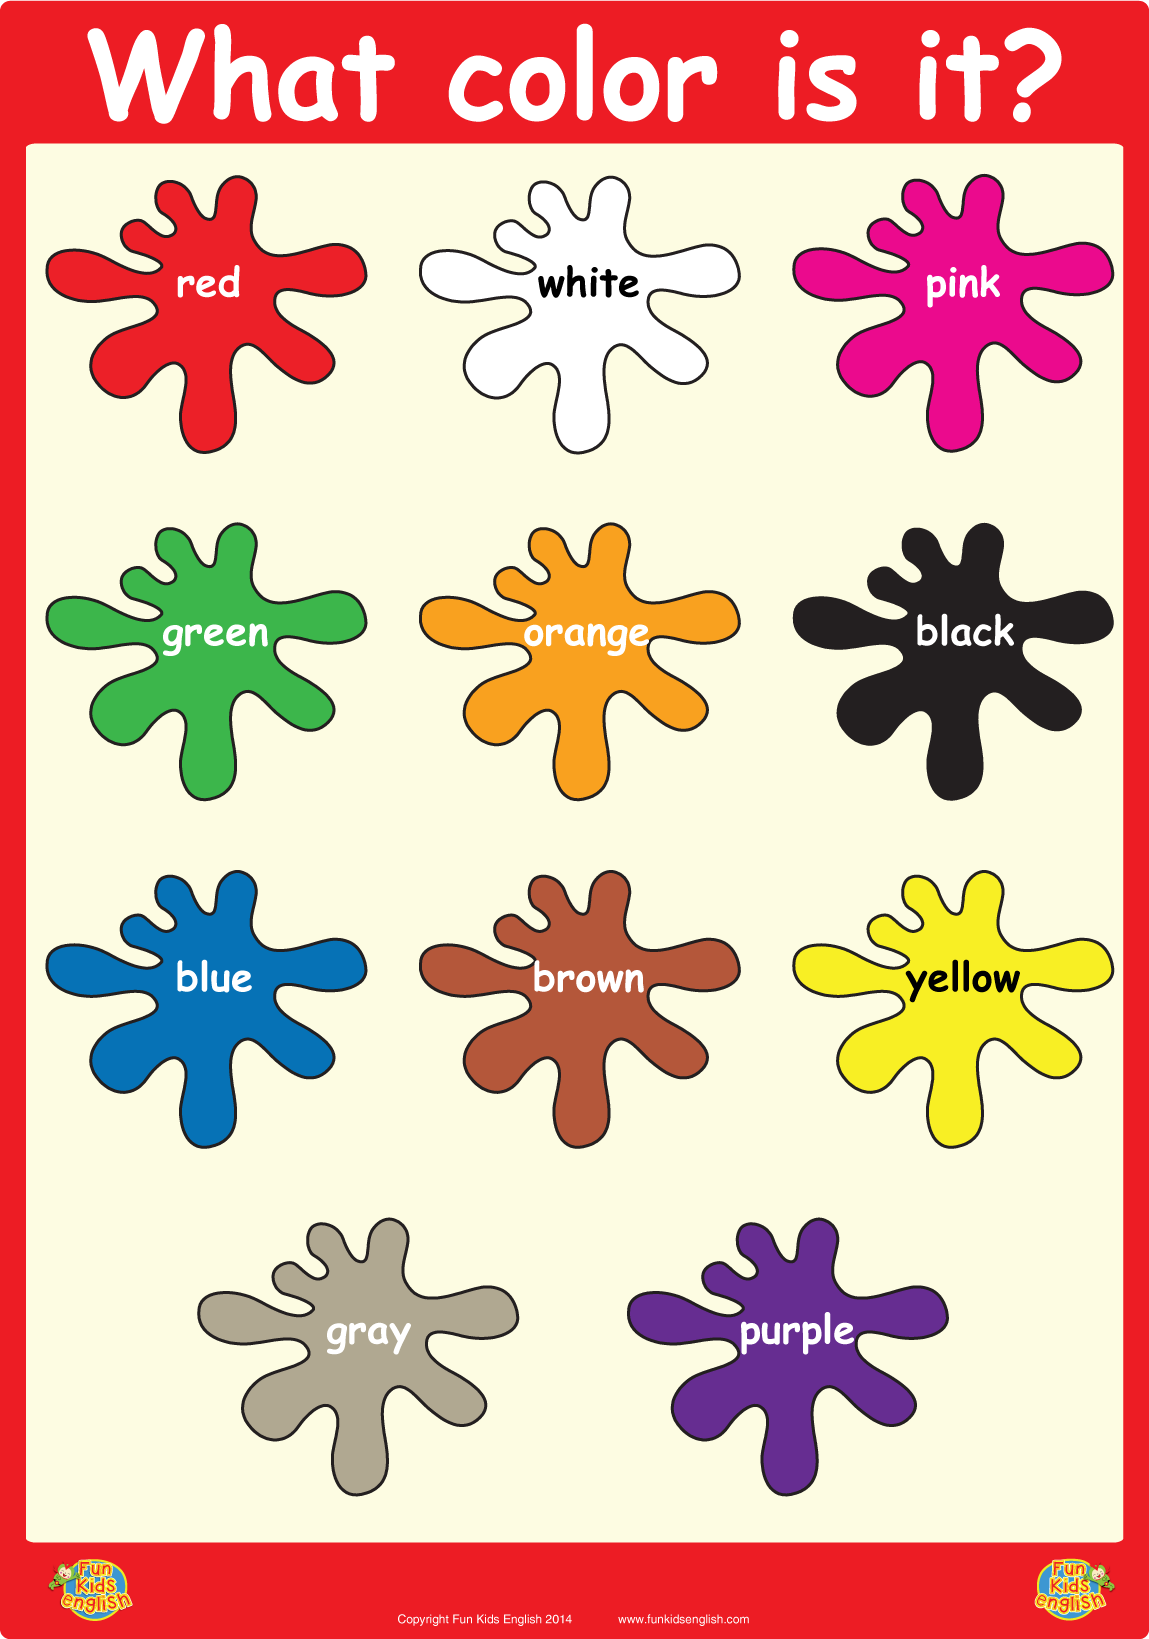 What color is it?
red
white
pink
green
orange
black
blue
brown
yellow
gray
purple
Fun
Kids
english
Copyright Fun Kids English 2014
www.funkidsenglish.com
Fun
Kids
english